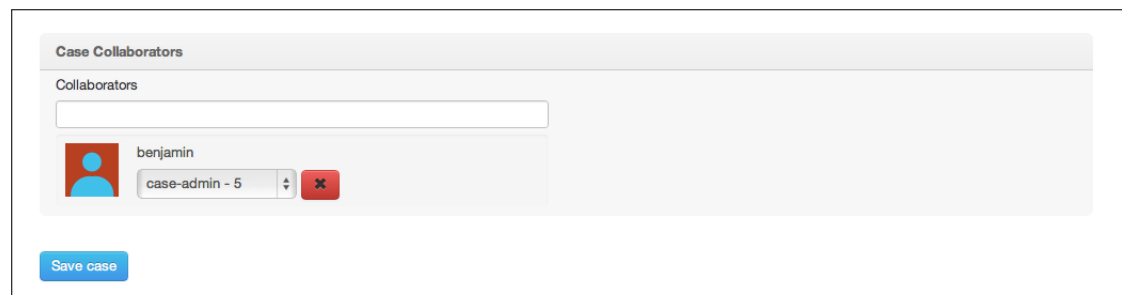 Case Collaborators
Collaborators
benjamin
case-admin - 5
Save case